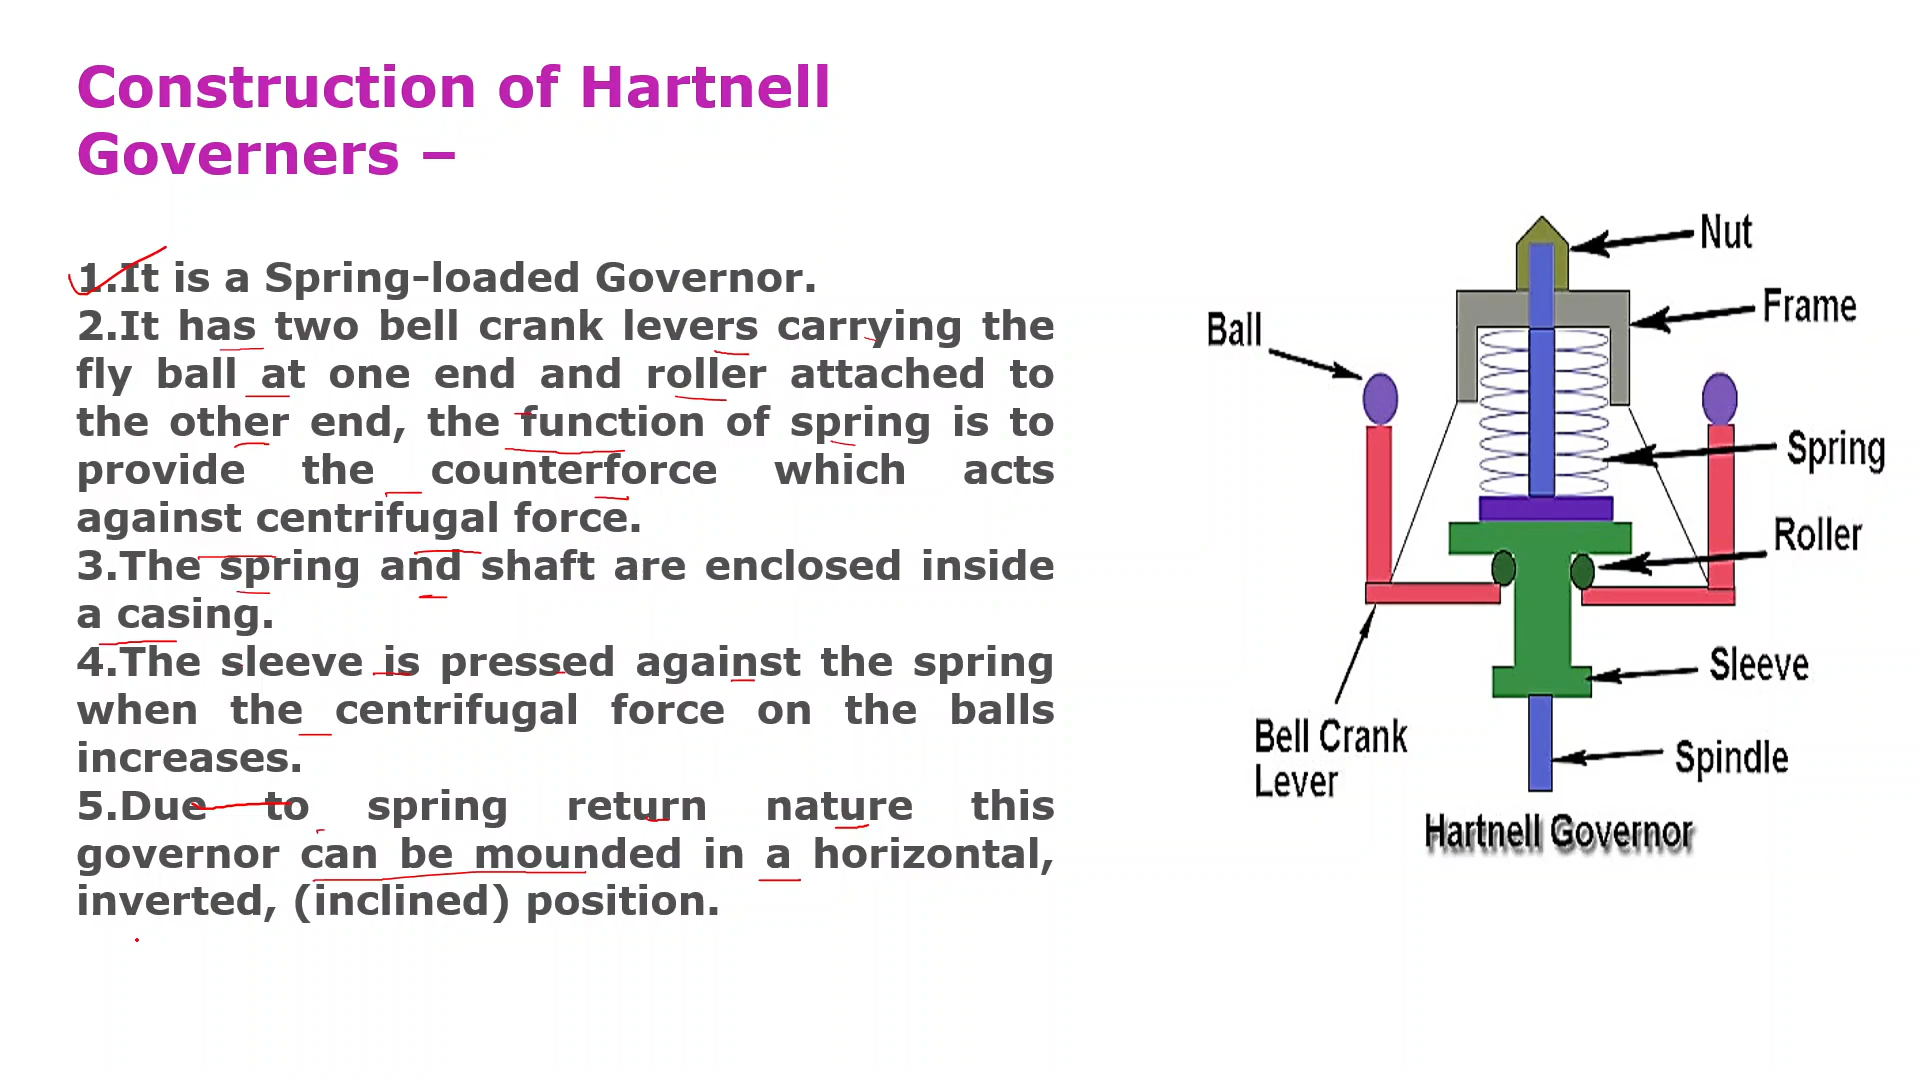 Construction of Hartnell
Governers –
1.It is a Spring-loaded Governor.
2.It has two bell crank levers carrying the
fly ball at one end and roller attached to
the other end, the function of spring is to
provide the counterforce which acts
against centrifugal force.
3.The spring and shaft are enclosed inside
a casing.
4.The sleeve is pressed against the spring
when the centrifugal force on the balls
increases.
5.Due to spring return nature this
governor can be mounded in a horizontal,
inverted, (inclined) position.
Nut
Frame
Ball
Spring
Roller
Sleeve
Bell Crank
Lever
Spindle
Hartnell Governor